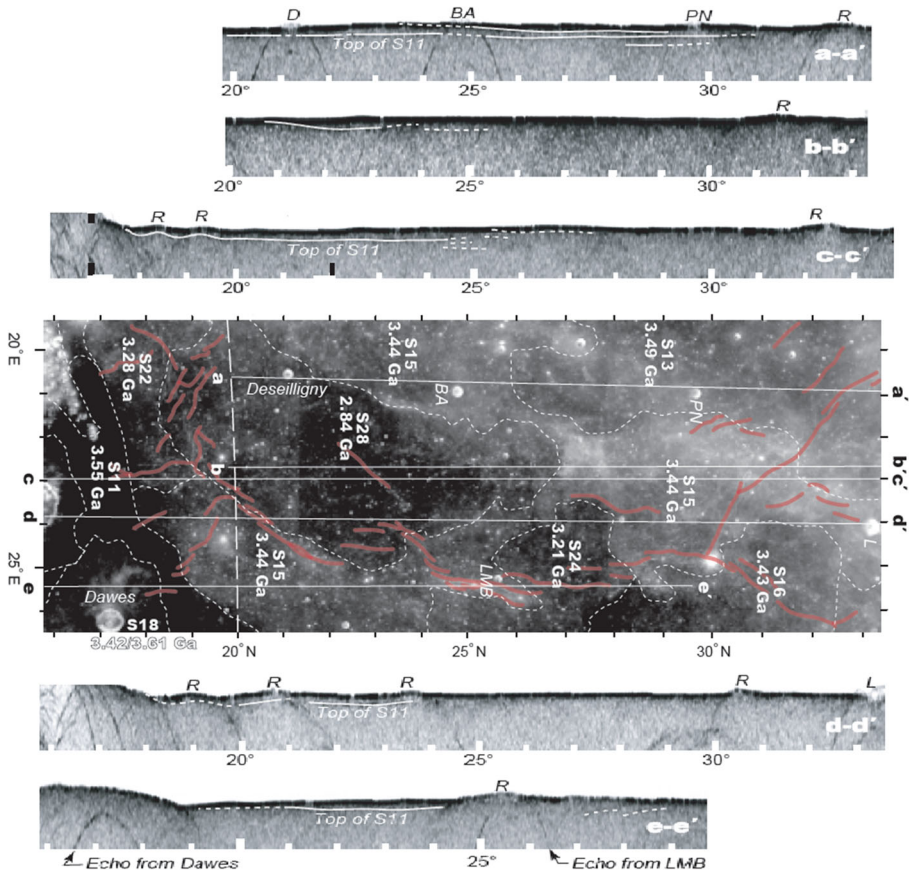 D BA PN R
Top of S11
a-a′
20° 25° 30°
R
b-b′
20° 25° 30°
R R R
Top of S11
c-c′
20° 25° 30°
20°E
S22
3.28 Ga
a
Deseilligny
S15
3.44 Ga
BA
S13
3.49 Ga
PN
a′
S28
2.84 Ga
b
b′
c
S11
3.55 Ga
S15
3.44 Ga
c′
d
d′
L
25°E
S15
3.44 Ga
S24
3.21 Ga
LMB
S16
3.43 Ga
e
e
Dawes
S18
3.42/3.61 Ga
20°N 25°N 30°N
R R R R L
Top of S11
d-d′
20° 25° 30°
R
Top of S11
e-e′
Echo from Dawes 25° Echo from LMB